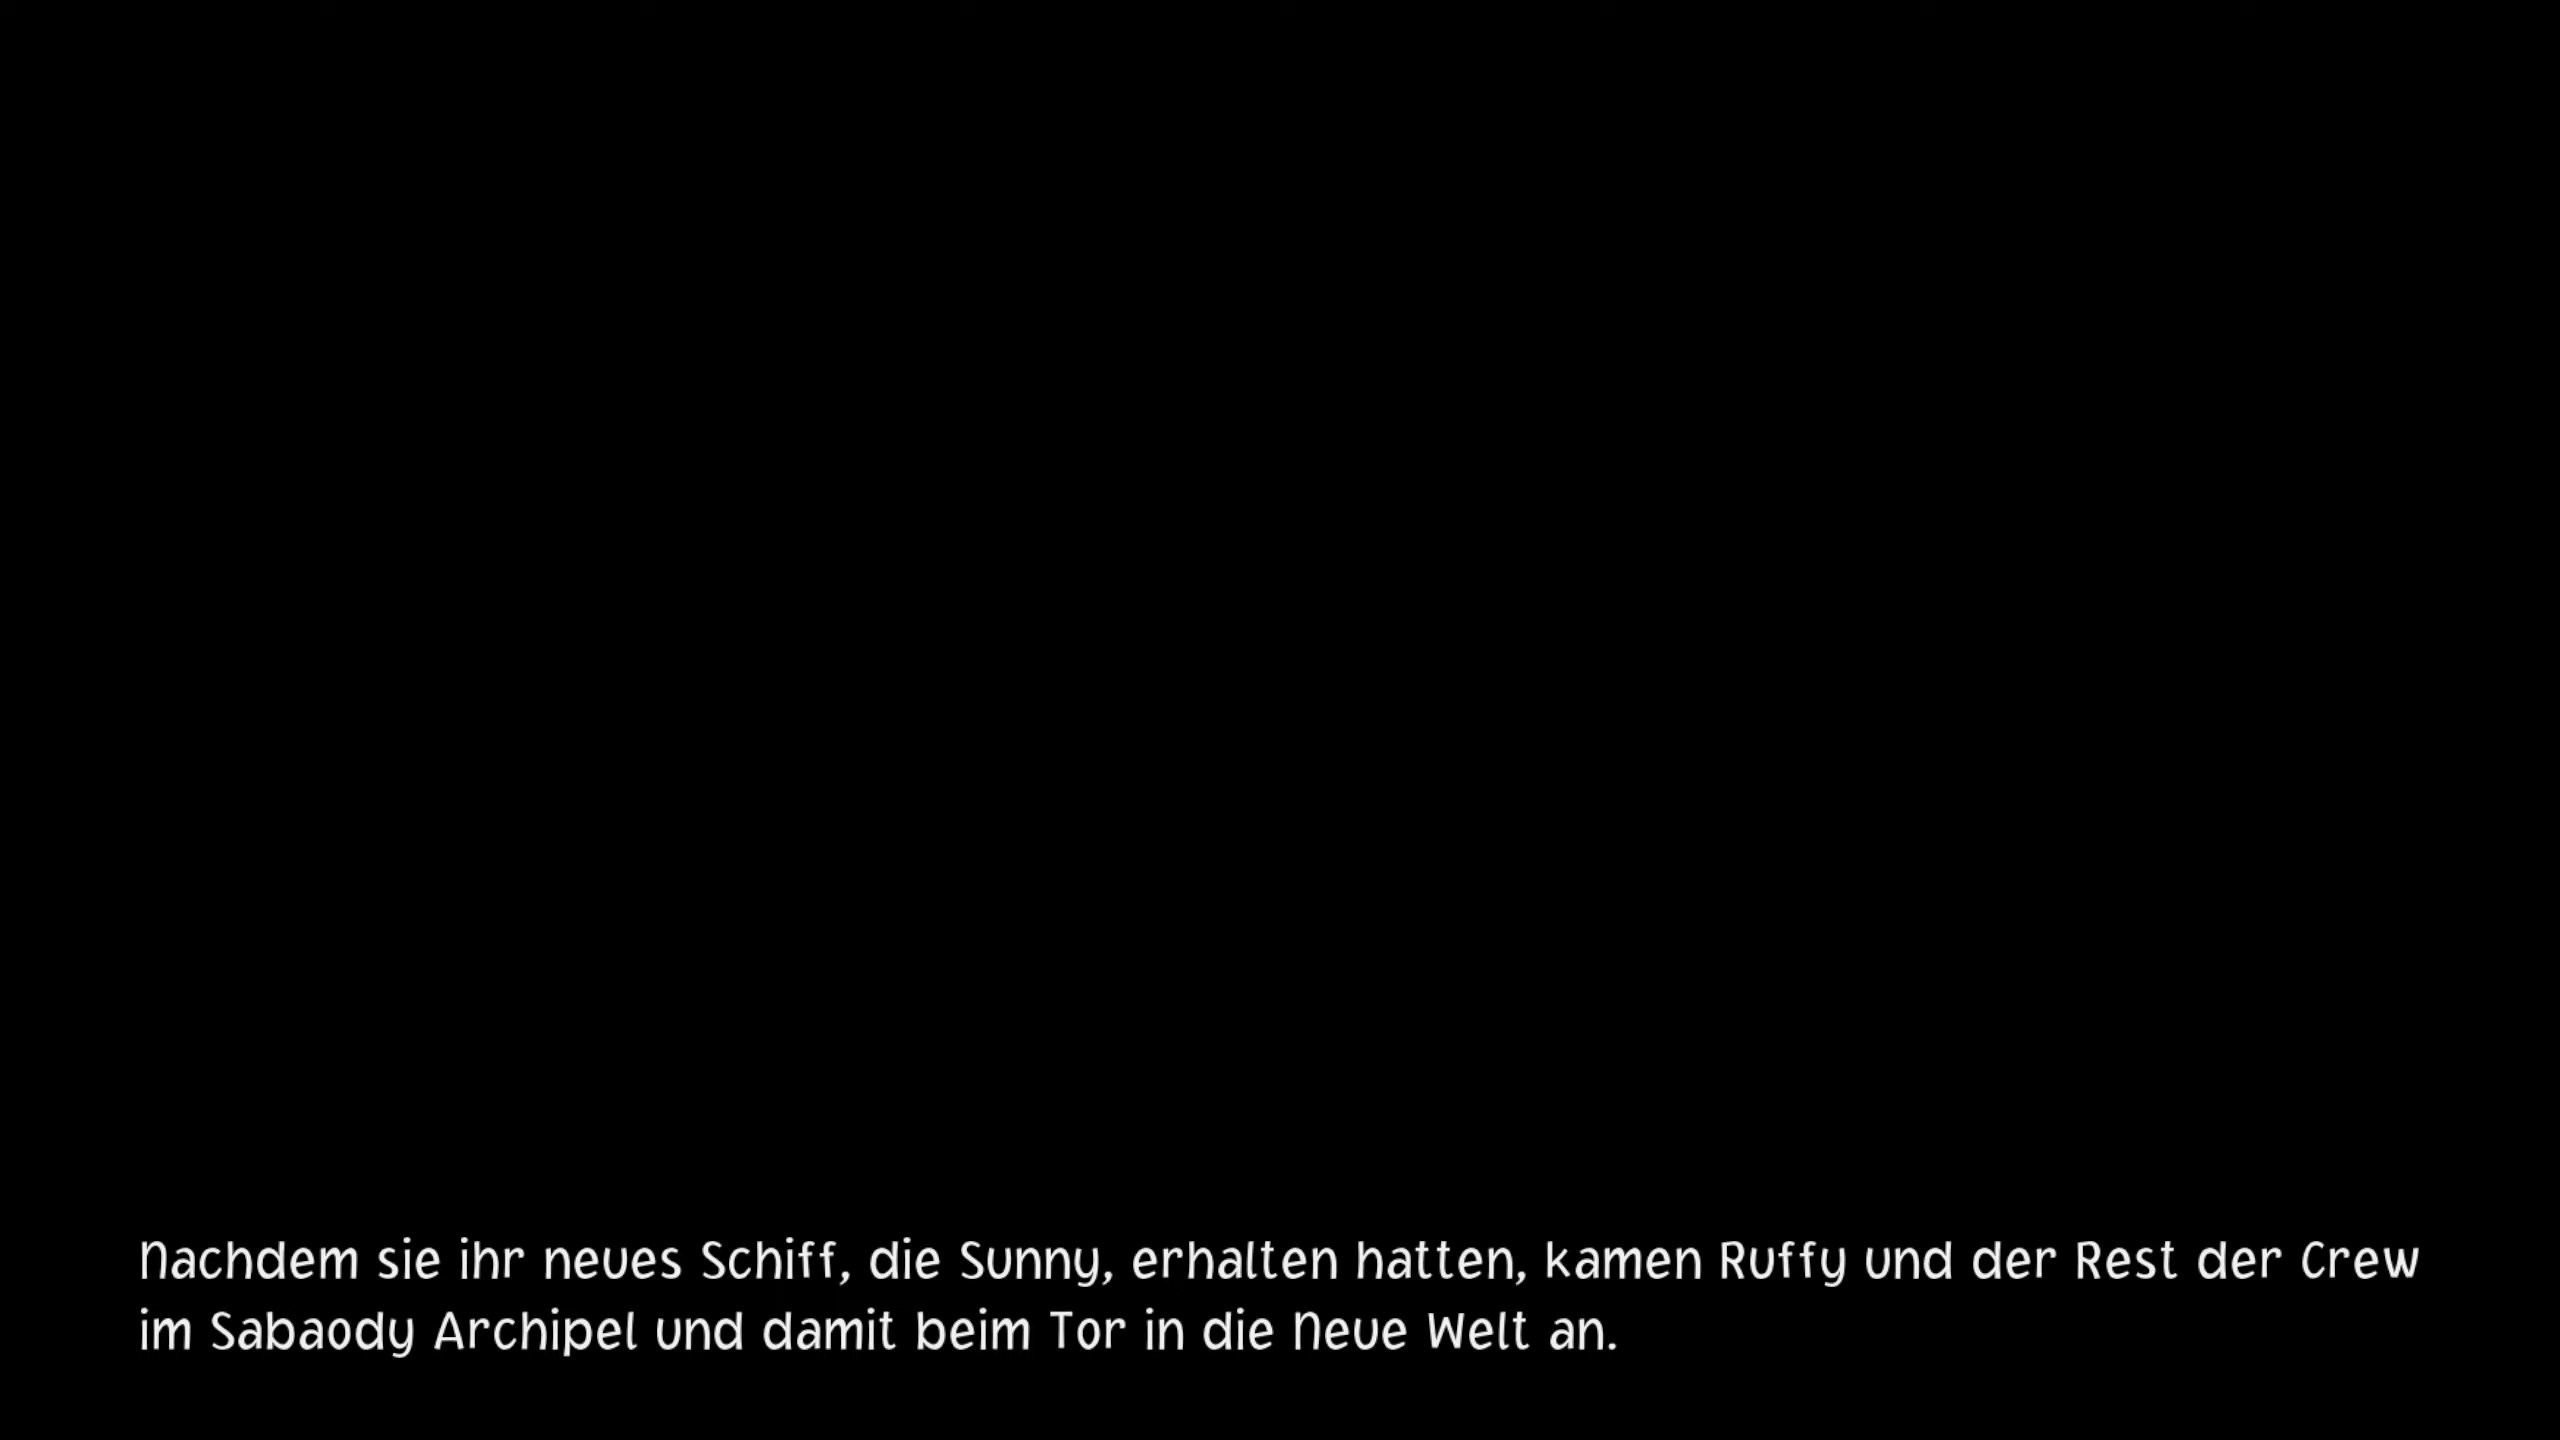 Nachdem sie ihr neues Schiff, die Sunny, erhalten hatten, kamen Ruffy und der Rest der Crew
im Sabaody Archipel und damit beim Tor in die Neue Welt an.